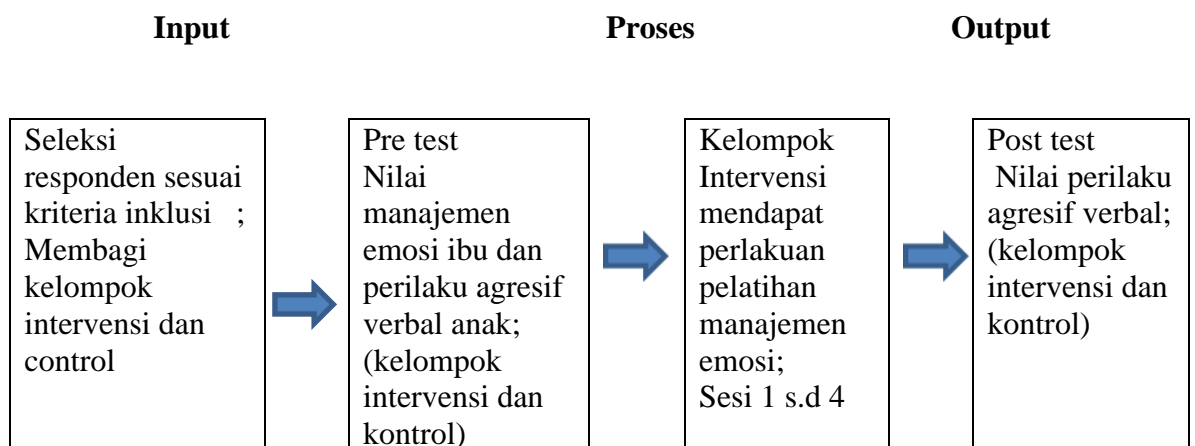 Input Proses Output
Seleksi
responden sesuai
kriteria inklusi ;
Membagi
kelompok
intervensi dan
control
Pre test
Nilai
manajemen
emosi ibu dan
perilaku agresif
verbal anak;
(kelompok
intervensi dan
kontrol)
Kelompok
Intervensi
mendapat
perlakuan
pelatihan
manajemen
emosi;
Sesi 1 s.d 4
Post test
Nilai perilaku
agresif verbal;
(kelompok
intervensi dan
kontrol)